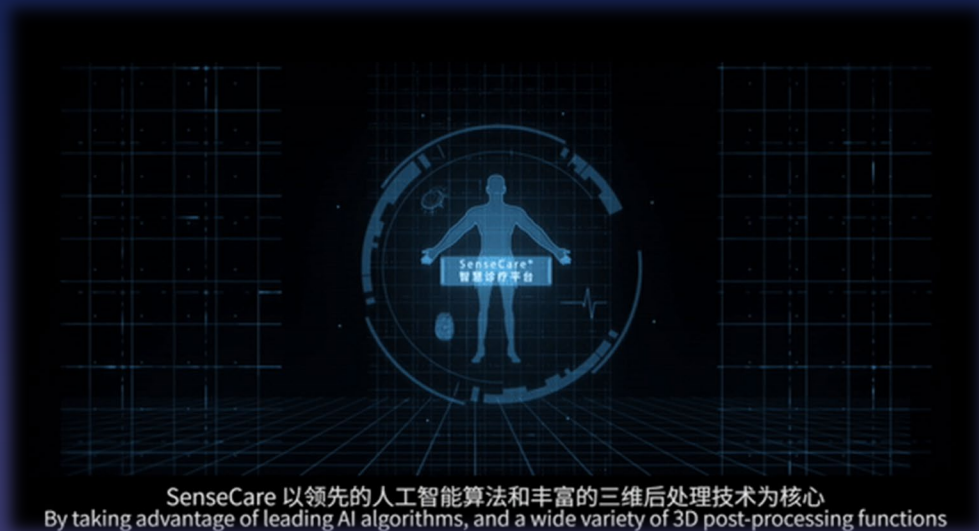 SenseCare®
智慧诊疗平台
SenseCare 以领先的人工智能算法和丰富的三维后处理技术为核心
By taking advantage of leading AI algorithms, and a wide variety of 3D post-processing functions